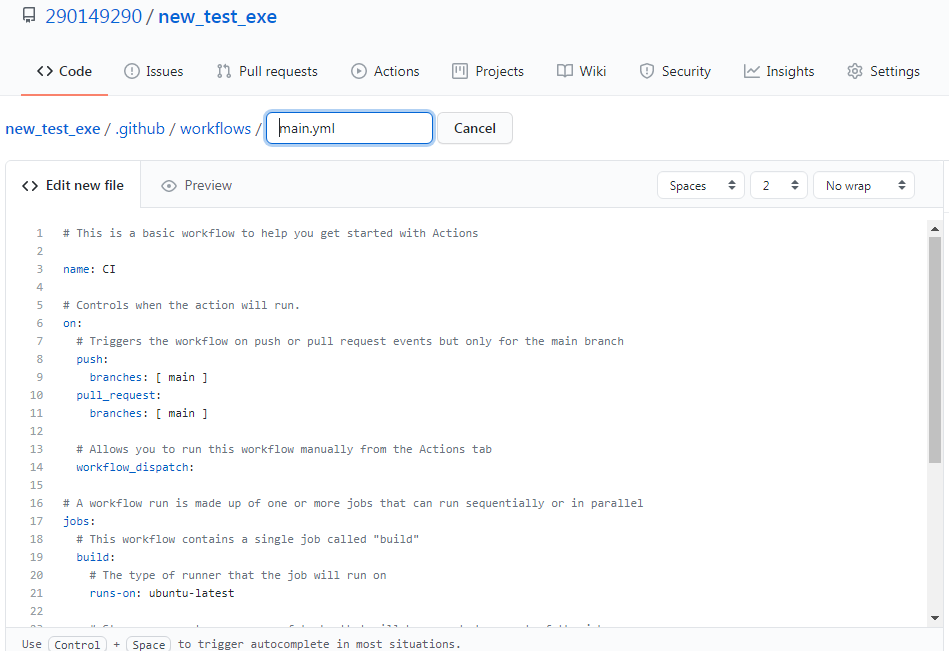 290149290 / new_test_exe
Code Issues Pull requests Actions Projects Wiki Security Insights Settings
new_test_exe / .github / workflows / main.yml Cancel
Edit new file Preview Spaces 2 No wrap
1 # This is a basic workflow to help you get started with Actions
2
3 name: CI
4
5 # Controls when the action will run.
6 on:
7 # Triggers the workflow on push or pull request events but only for the main branch
8 push:
9 branches: [ main ]
10 pull_request:
11 branches: [ main ]
12
13 # Allows you to run this workflow manually from the Actions tab
14 workflow_dispatch:
15
16 # A workflow run is made up of one or more jobs that can run sequentially or in parallel
17 jobs:
18 # This workflow contains a single job called "build"
19 build:
20 # The type of runner that the job will run on
21 runs-on: ubuntu-latest
22
Use Control + Space to trigger autocomplete in most situations.